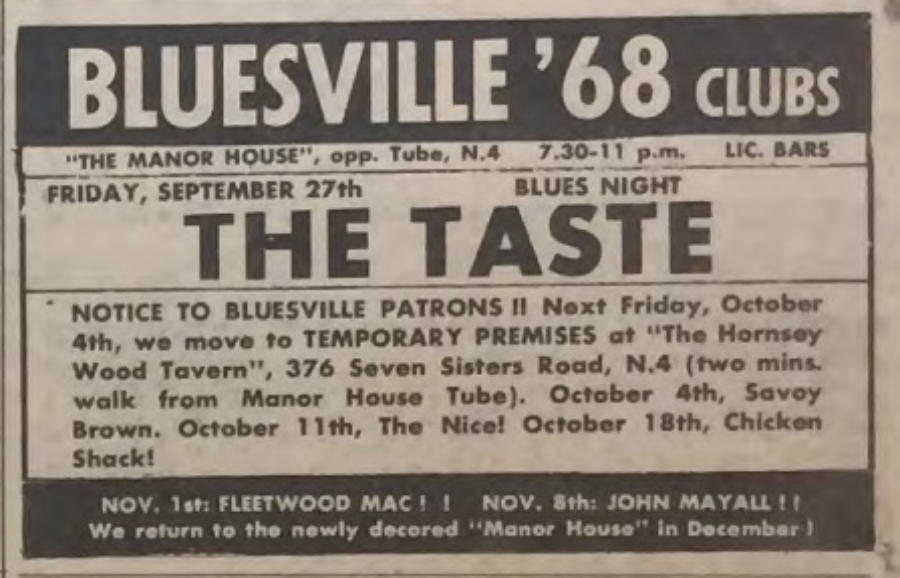 BLUESVILLE '68 CLUBS
"THE MANOR HOUSE", opp. Tube, N.4 7.30-11 p.m. LIC. BARS
FRIDAY, SEPTEMBER 27th BLUES NIGHT
THE TASTE
NOTICE TO BLUESVILLE PATRONS !! Next Friday, October
4th, we move to TEMPORARY PREMISES at "The Hornsey
Wood Tavern", 376 Seven Sisters Road, N.4 (two mins.
walk from Manor House Tube). October 4th, Savoy
Brown. October 11th, The Nice! October 18th, Chicken
Shack!
NOV. 1st: FLEETWOOD MAC ! ! NOV. 8th: JOHN MAYALL ! !
We return to the newly decored "Manor House" in December !